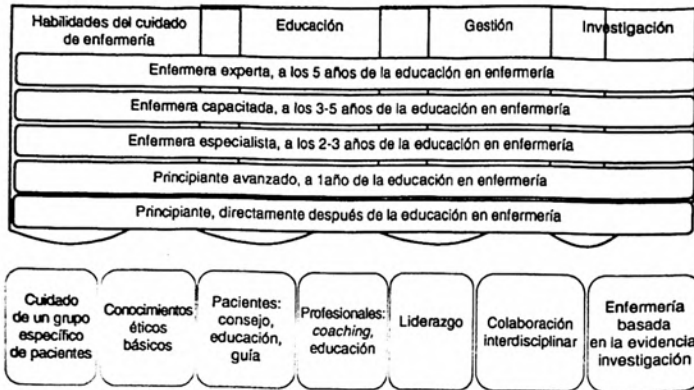 Habilidades del cuidado
de enfermería
Educación
Gestión
Investigación
Enfermera experta, a los 5 años de la educación en enfermería
Enfermera capacitada, a los 3-5 años de la educación en enfermería
Enfermera especialista, a los 2-3 años de la educación en enfermería
Principiante avanzado, a 1año de la educación en enfermería
Principiante, directamente después de la educación en enfermería
Cuidado
de un grupo
específico
de pacientes
Conocimientos
éticos
básicos
Pacientes:
consejo,
educación,
guía
Profesionales:
coaching,
educación
Liderazgo
Colaboración
interdisciplinar
Enfermería
basada
en la evidencia
investigación